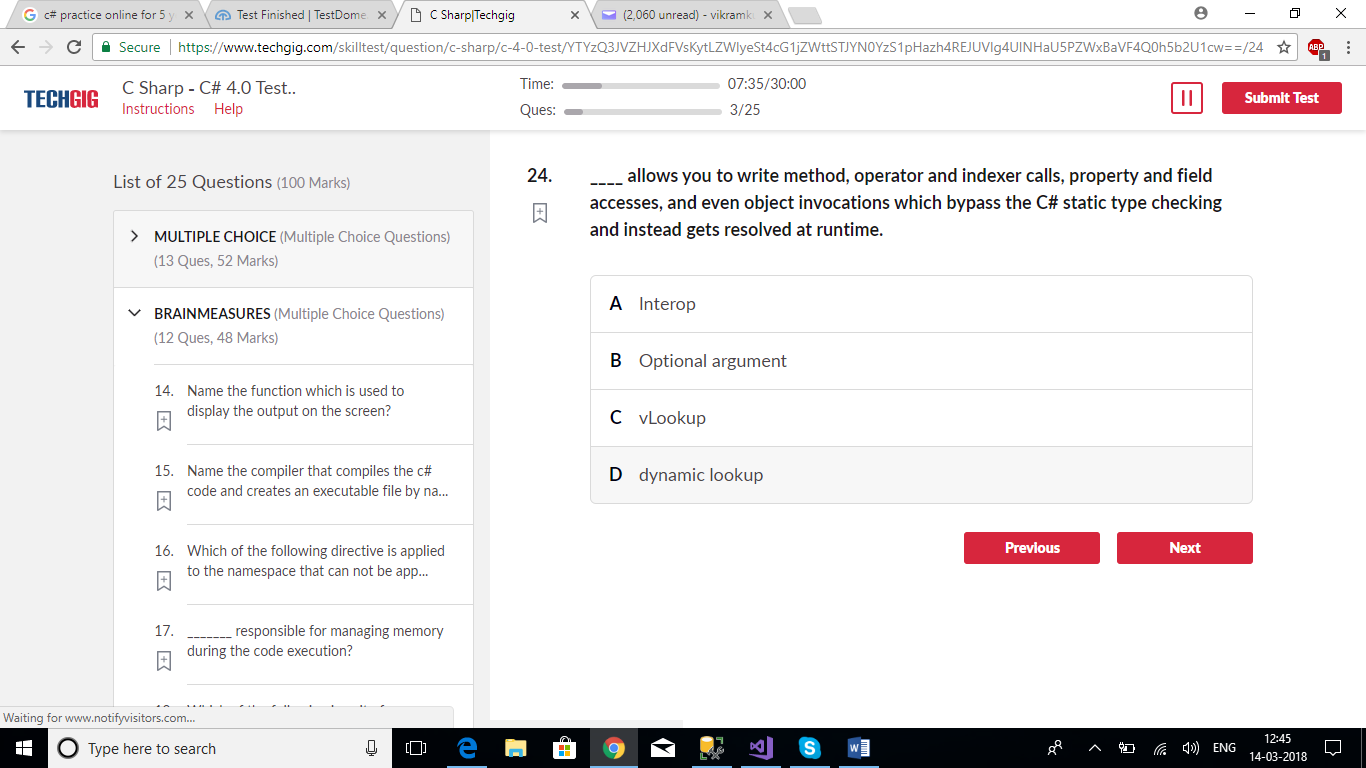 c# practice online for 5 y
Test Finished | TestDome
C Sharp|Techgig
(2,060 unread) - vikramk
Secure | https://www.techgig.com/skilltest/question/c-sharp/c-4-0-test/
ABP
1
TECHGIG
C Sharp - C# 4.0 Test..
Instructions Help
Time: 07:35/30:00
Ques: 3/25
Submit Test
List of 25 Questions (100 Marks)
MULTIPLE CHOICE (Multiple Choice Questions)
(13 Ques, 52 Marks)
BRAINMEASURES (Multiple Choice Questions)
(12 Ques, 48 Marks)
14. Name the function which is used to
display the output on the screen?
15. Name the compiler that compiles the c#
code and creates an executable file by na...
16. Which of the following directive is applied
to the namespace that can not be app...
17. _______ responsible for managing memory
during the code execution?
24. ____ allows you to write method, operator and indexer calls, property and field
accesses, and even object invocations which bypass the C# static type checking
and instead gets resolved at runtime.
A Interop
B Optional argument
C vLookup
D dynamic lookup
Previous Next
Waiting for www.notifyvisitors.com...
Type here to search
ENG
12:45
14-03-2018